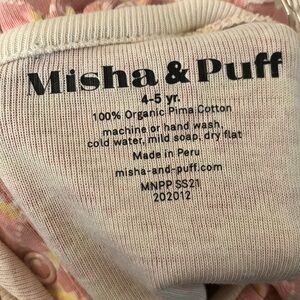 Misha & Puff
4-5 yr.
100% Organic Pima Cotton
machine or hand wash,
cold water, mild soap, dry flat
Made in Peru
misha-and-puff.com
MNPP SS21
202012